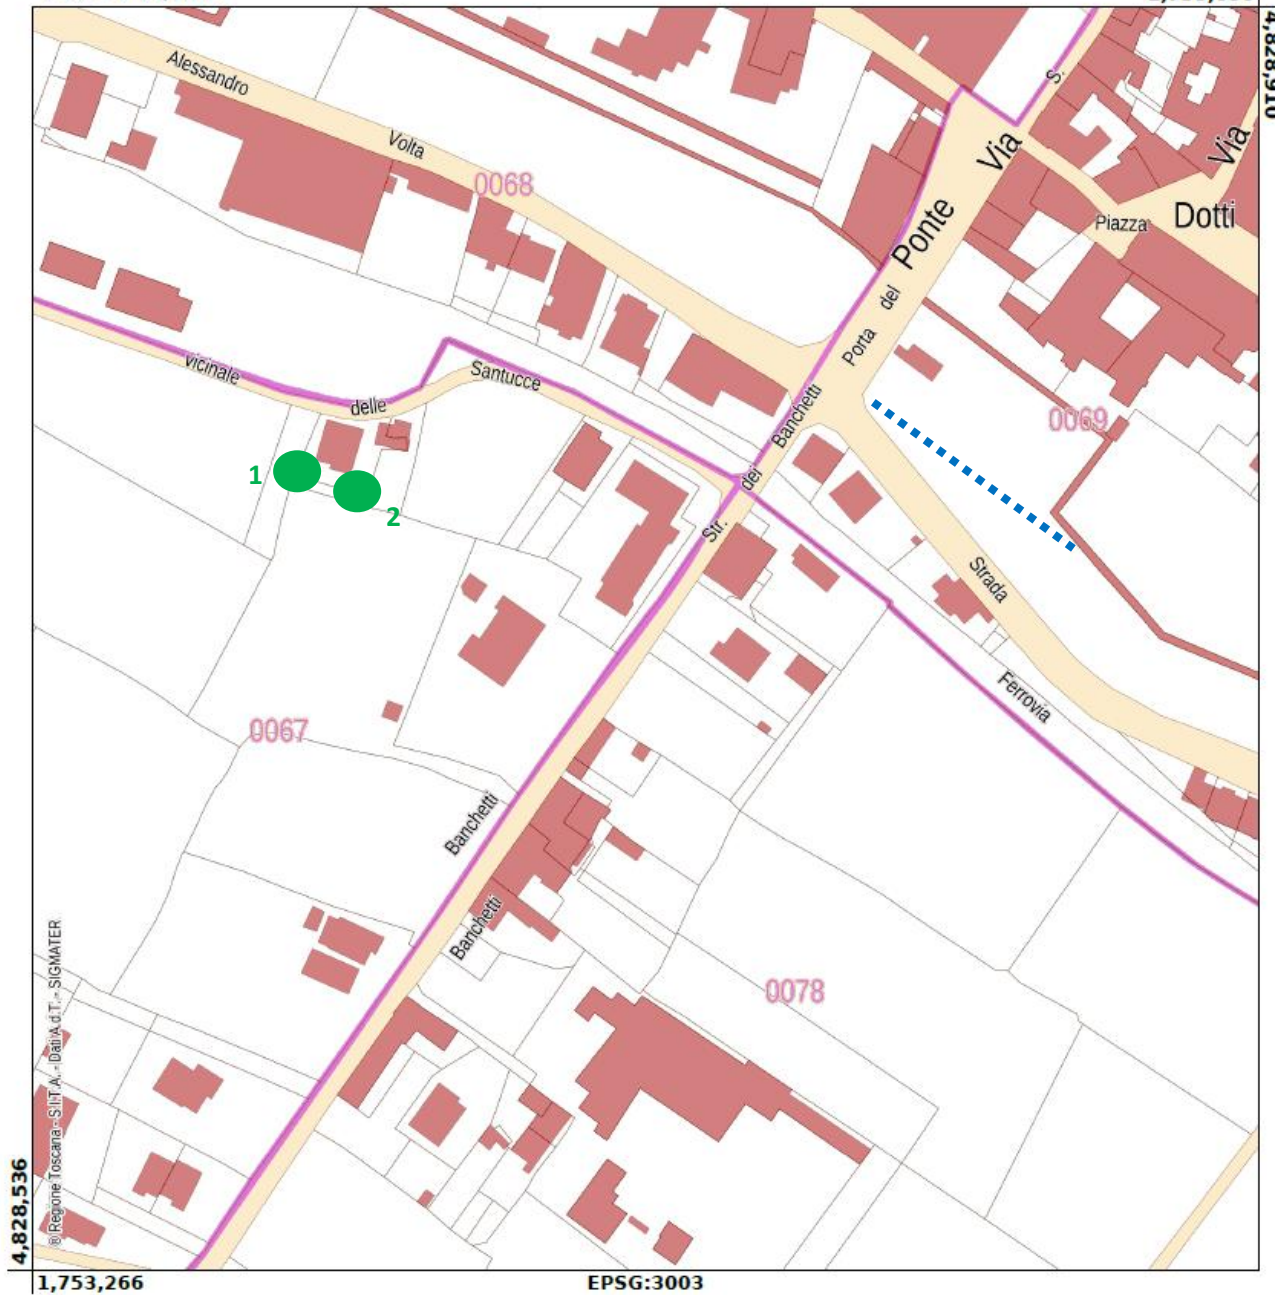 4,828,910
Alessandro
Volta
S.
Via
Via
0068
Ponte
Piazza
Dotti
del
Porta
vicinale
delle
Santucce
Banchetti
dei
Str.
0069
1
2
Strada
Ferrovia
0067
Banchetti
Banchetti
0078
® Regione Toscana - S.I.T.A. - Dati A.d.T. - SIGMATER
4,828,536
1,753,266
EPSG:3003